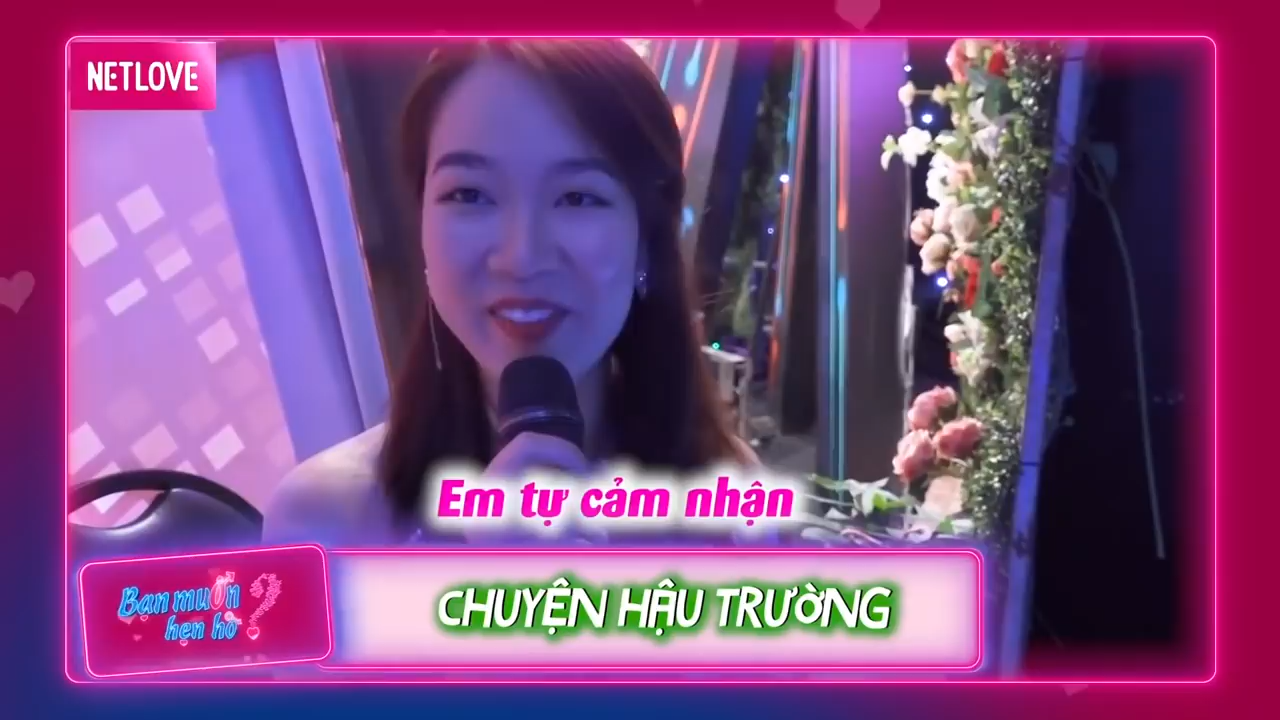 NETLOVE
Em tự cảm nhận
Bạn muốn
hẹn hò ?
CHUYỆN HẬU TRƯỜNG